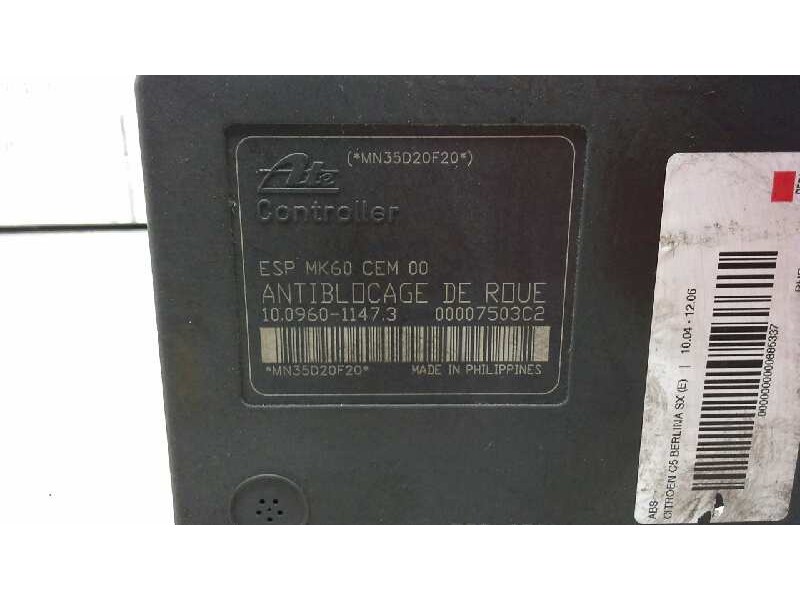 (*MN35D20F20*)
Ate
Controller
ESP MK60 CEM 00
ANTIBLOCAGE DE ROUE
10.0960-1147.3 00007503C2
*MN35D20F20* MADE IN PHILIPPINES
ABS
CITROEN C5 BERLINA SX (E) | 10.04 - 12.06
0000000000886337